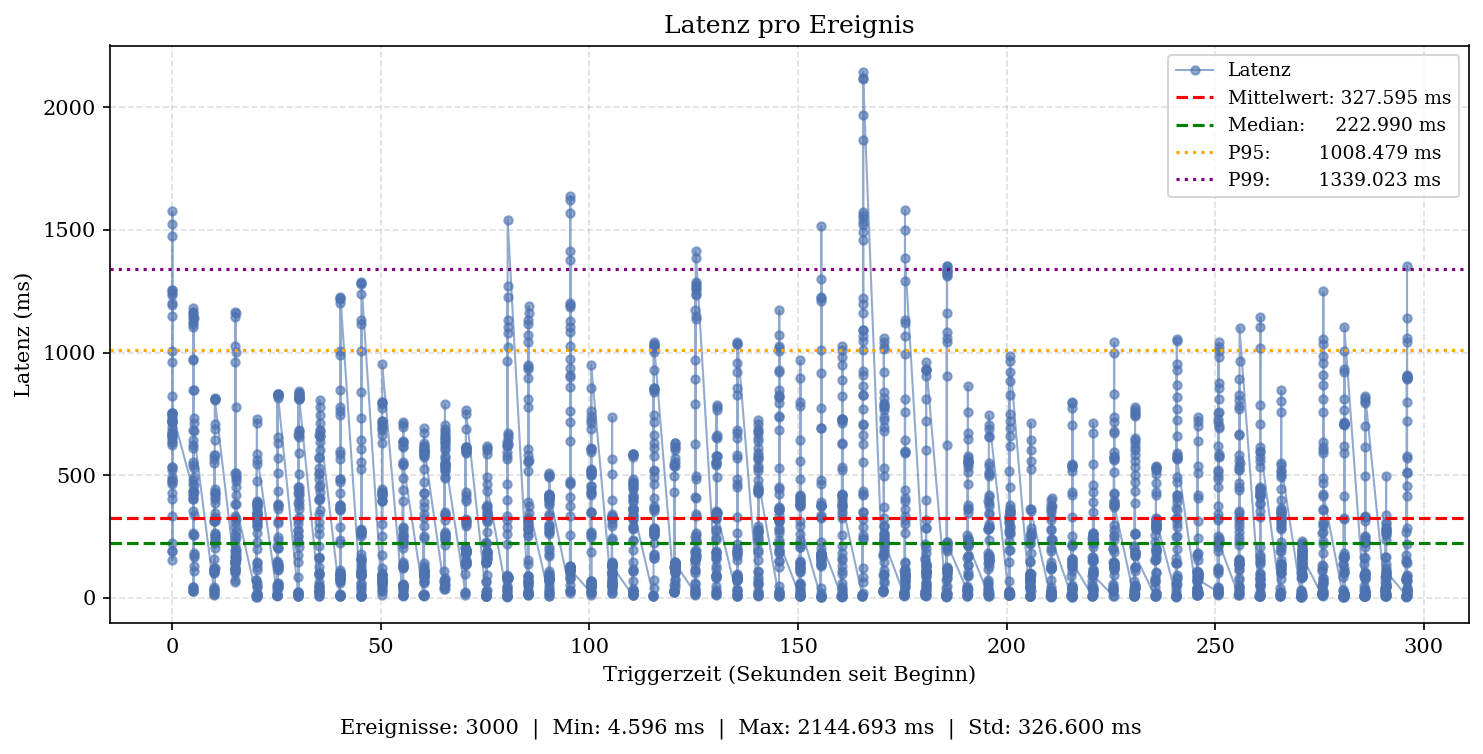 Latenz pro Ereignis
Latenz
Mittelwert: 327.595 ms
Median: 222.990 ms
P95: 1008.479 ms
P99: 1339.023 ms
Latenz (ms)
2000
1500
1000
500
0
0 50 100 150 200 250 300
Triggerzeit (Sekunden seit Beginn)
Ereignisse: 3000 | Min: 4.596 ms | Max: 2144.693 ms | Std: 326.600 ms